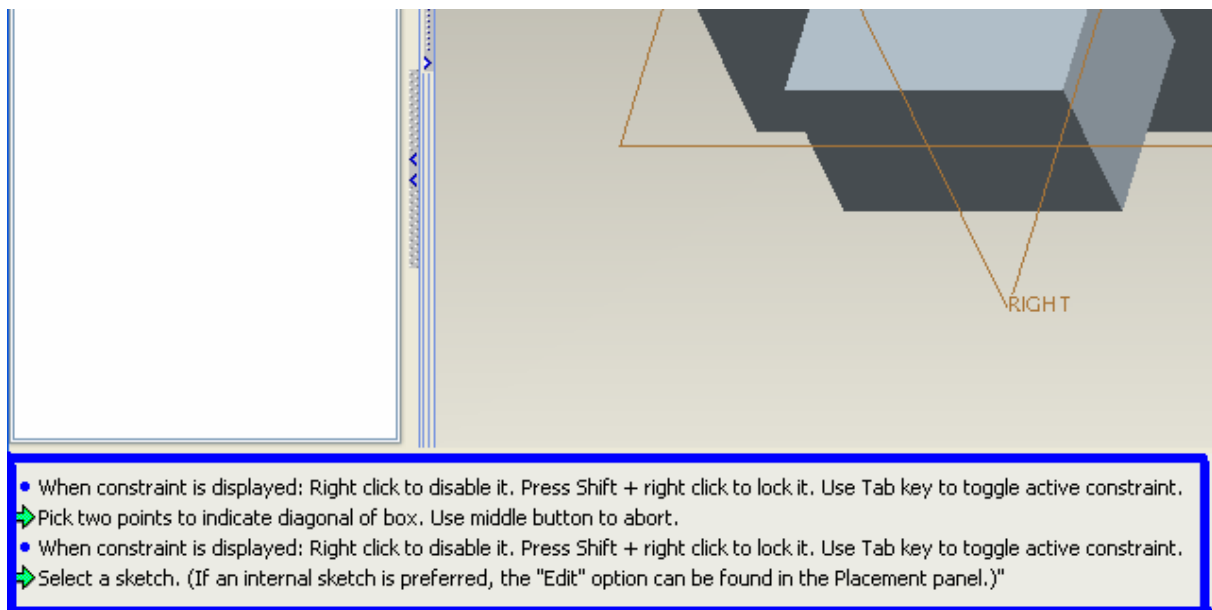 RIGHT
When constraint is displayed: Right click to disable it. Press Shift + right click to lock it. Use Tab key to toggle active constraint.
Pick two points to indicate diagonal of box. Use middle button to abort.
When constraint is displayed: Right click to disable it. Press Shift + right click to lock it. Use Tab key to toggle active constraint.
Select a sketch. (If an internal sketch is preferred, the "Edit" option can be found in the Placement panel.)"